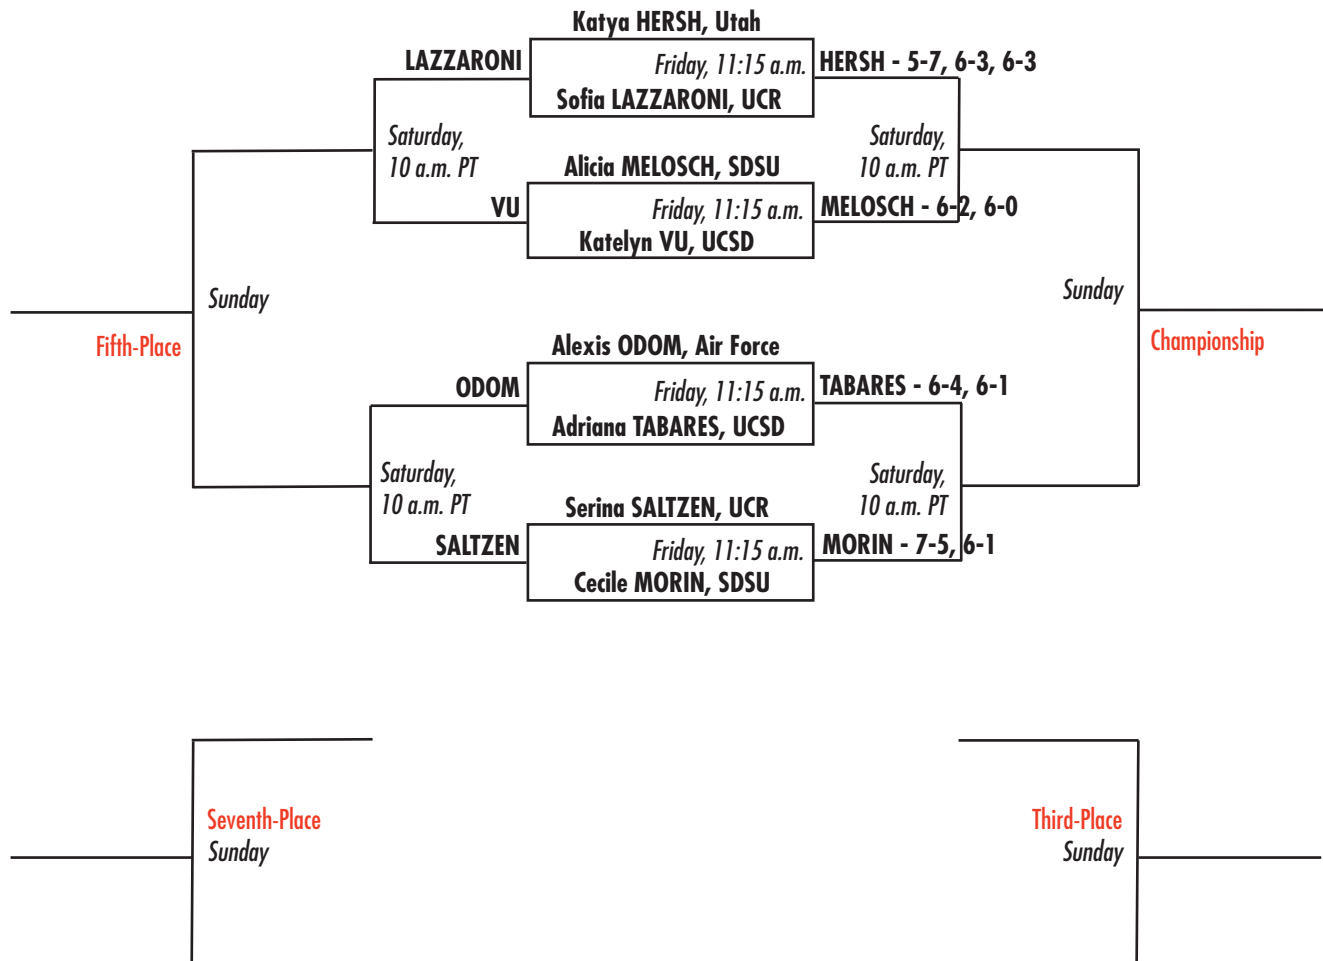 Katya HERSH, Utah
LAZZARONI
Friday, 11:15 a.m.
HERSH - 5-7, 6-3, 6-3
Sofia LAZZARONI, UCR
Saturday,
10 a.m. PT
Saturday,
10 a.m. PT
Alicia MELOSCH, SDSU
VU
Friday, 11:15 a.m.
MELOSCH - 6-2, 6-0
Katelyn VU, UCSD
Sunday
Sunday
Fifth-Place
Championship
Alexis ODOM, Air Force
ODOM
Friday, 11:15 a.m.
TABARES - 6-4, 6-1
Adriana TABARES, UCSD
Saturday,
10 a.m. PT
Saturday,
10 a.m. PT
Serina SALTZEN, UCR
SALTZEN
Friday, 11:15 a.m.
MORIN - 7-5, 6-1
Cecile MORIN, SDSU
Seventh-Place
Sunday
Third-Place
Sunday